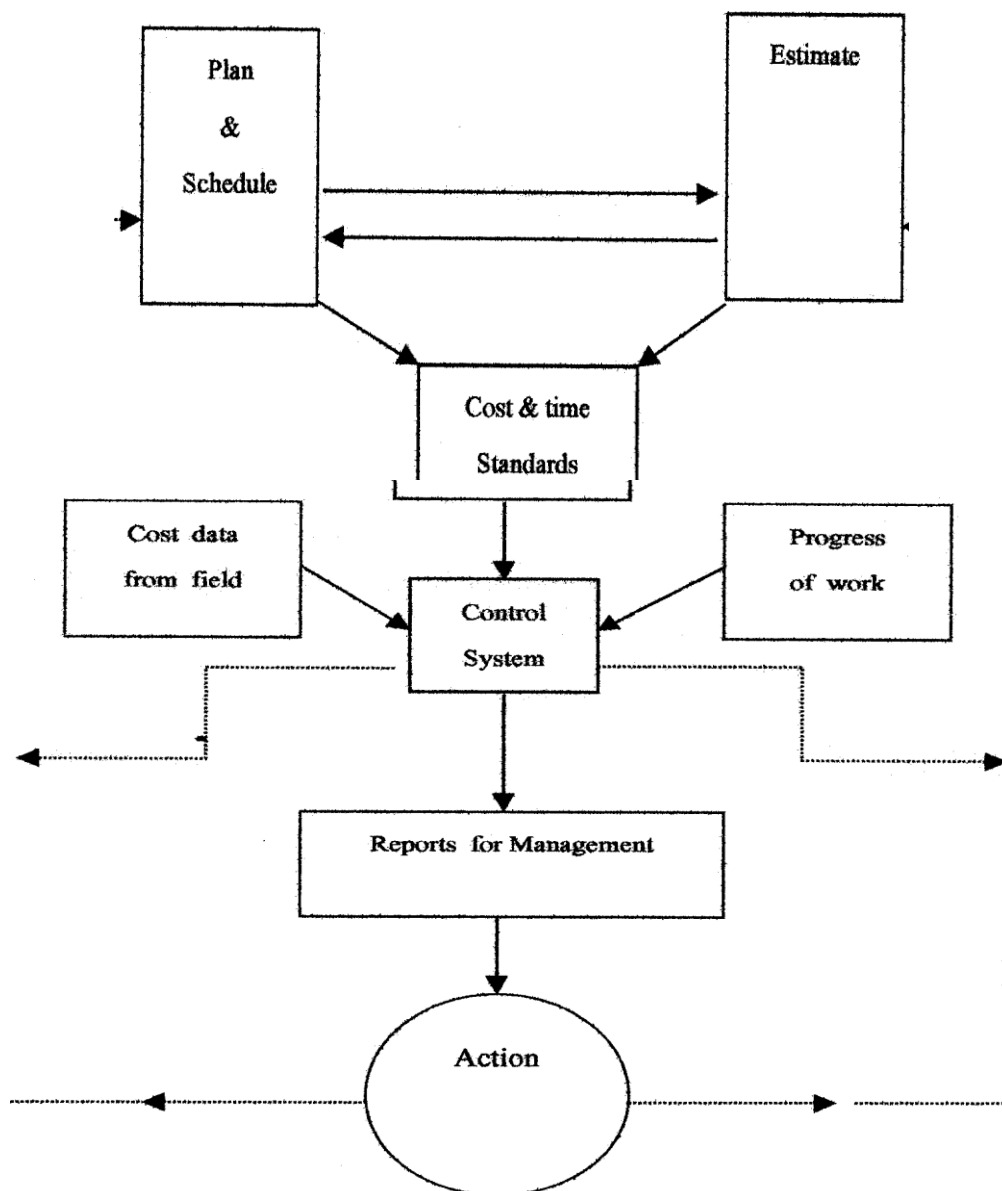 Plan
&
Schedule
Estimate
Cost & time
Standards
Cost data
from field
Progress
of work
Control
System
Reports for Management
Action